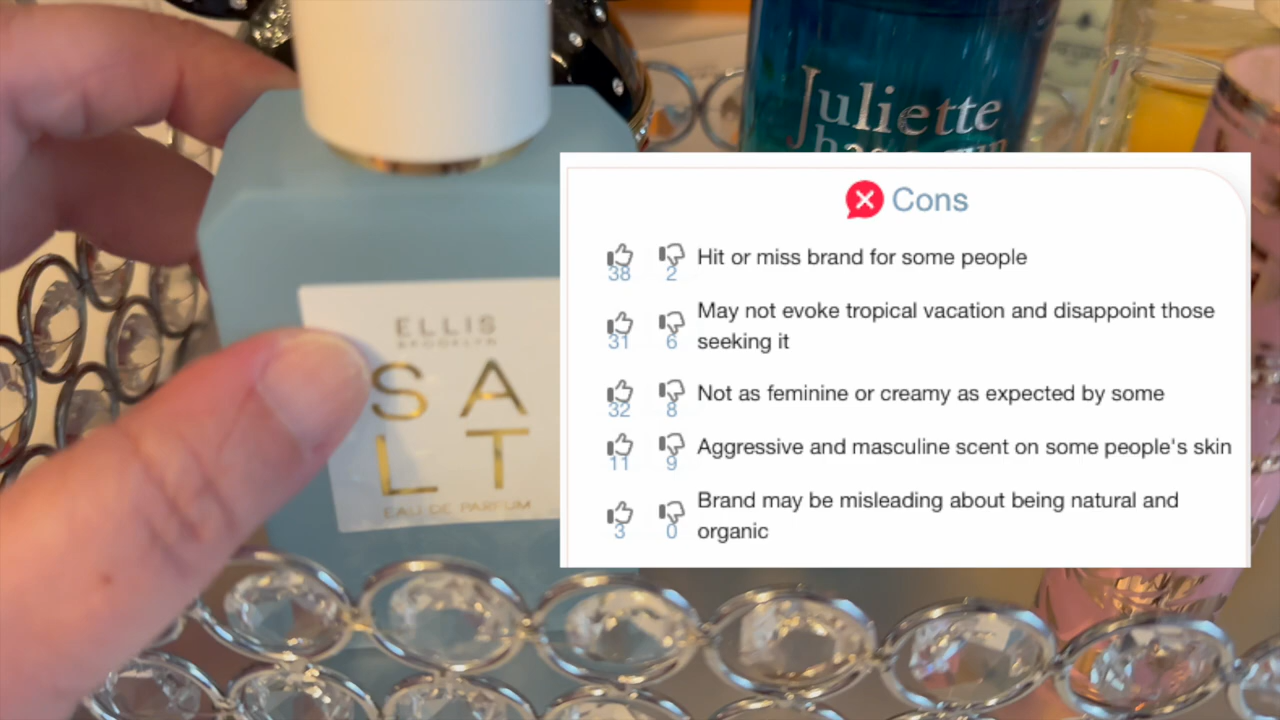 Juliette
ELLIS
BROOKLYN
SA
LT
EAU DE PARFUM
Cons
38 2 Hit or miss brand for some people
31 6 May not evoke tropical vacation and disappoint those
seeking it
32 8 Not as feminine or creamy as expected by some
11 9 Aggressive and masculine scent on some people's skin
3 0 Brand may be misleading about being natural and
organic